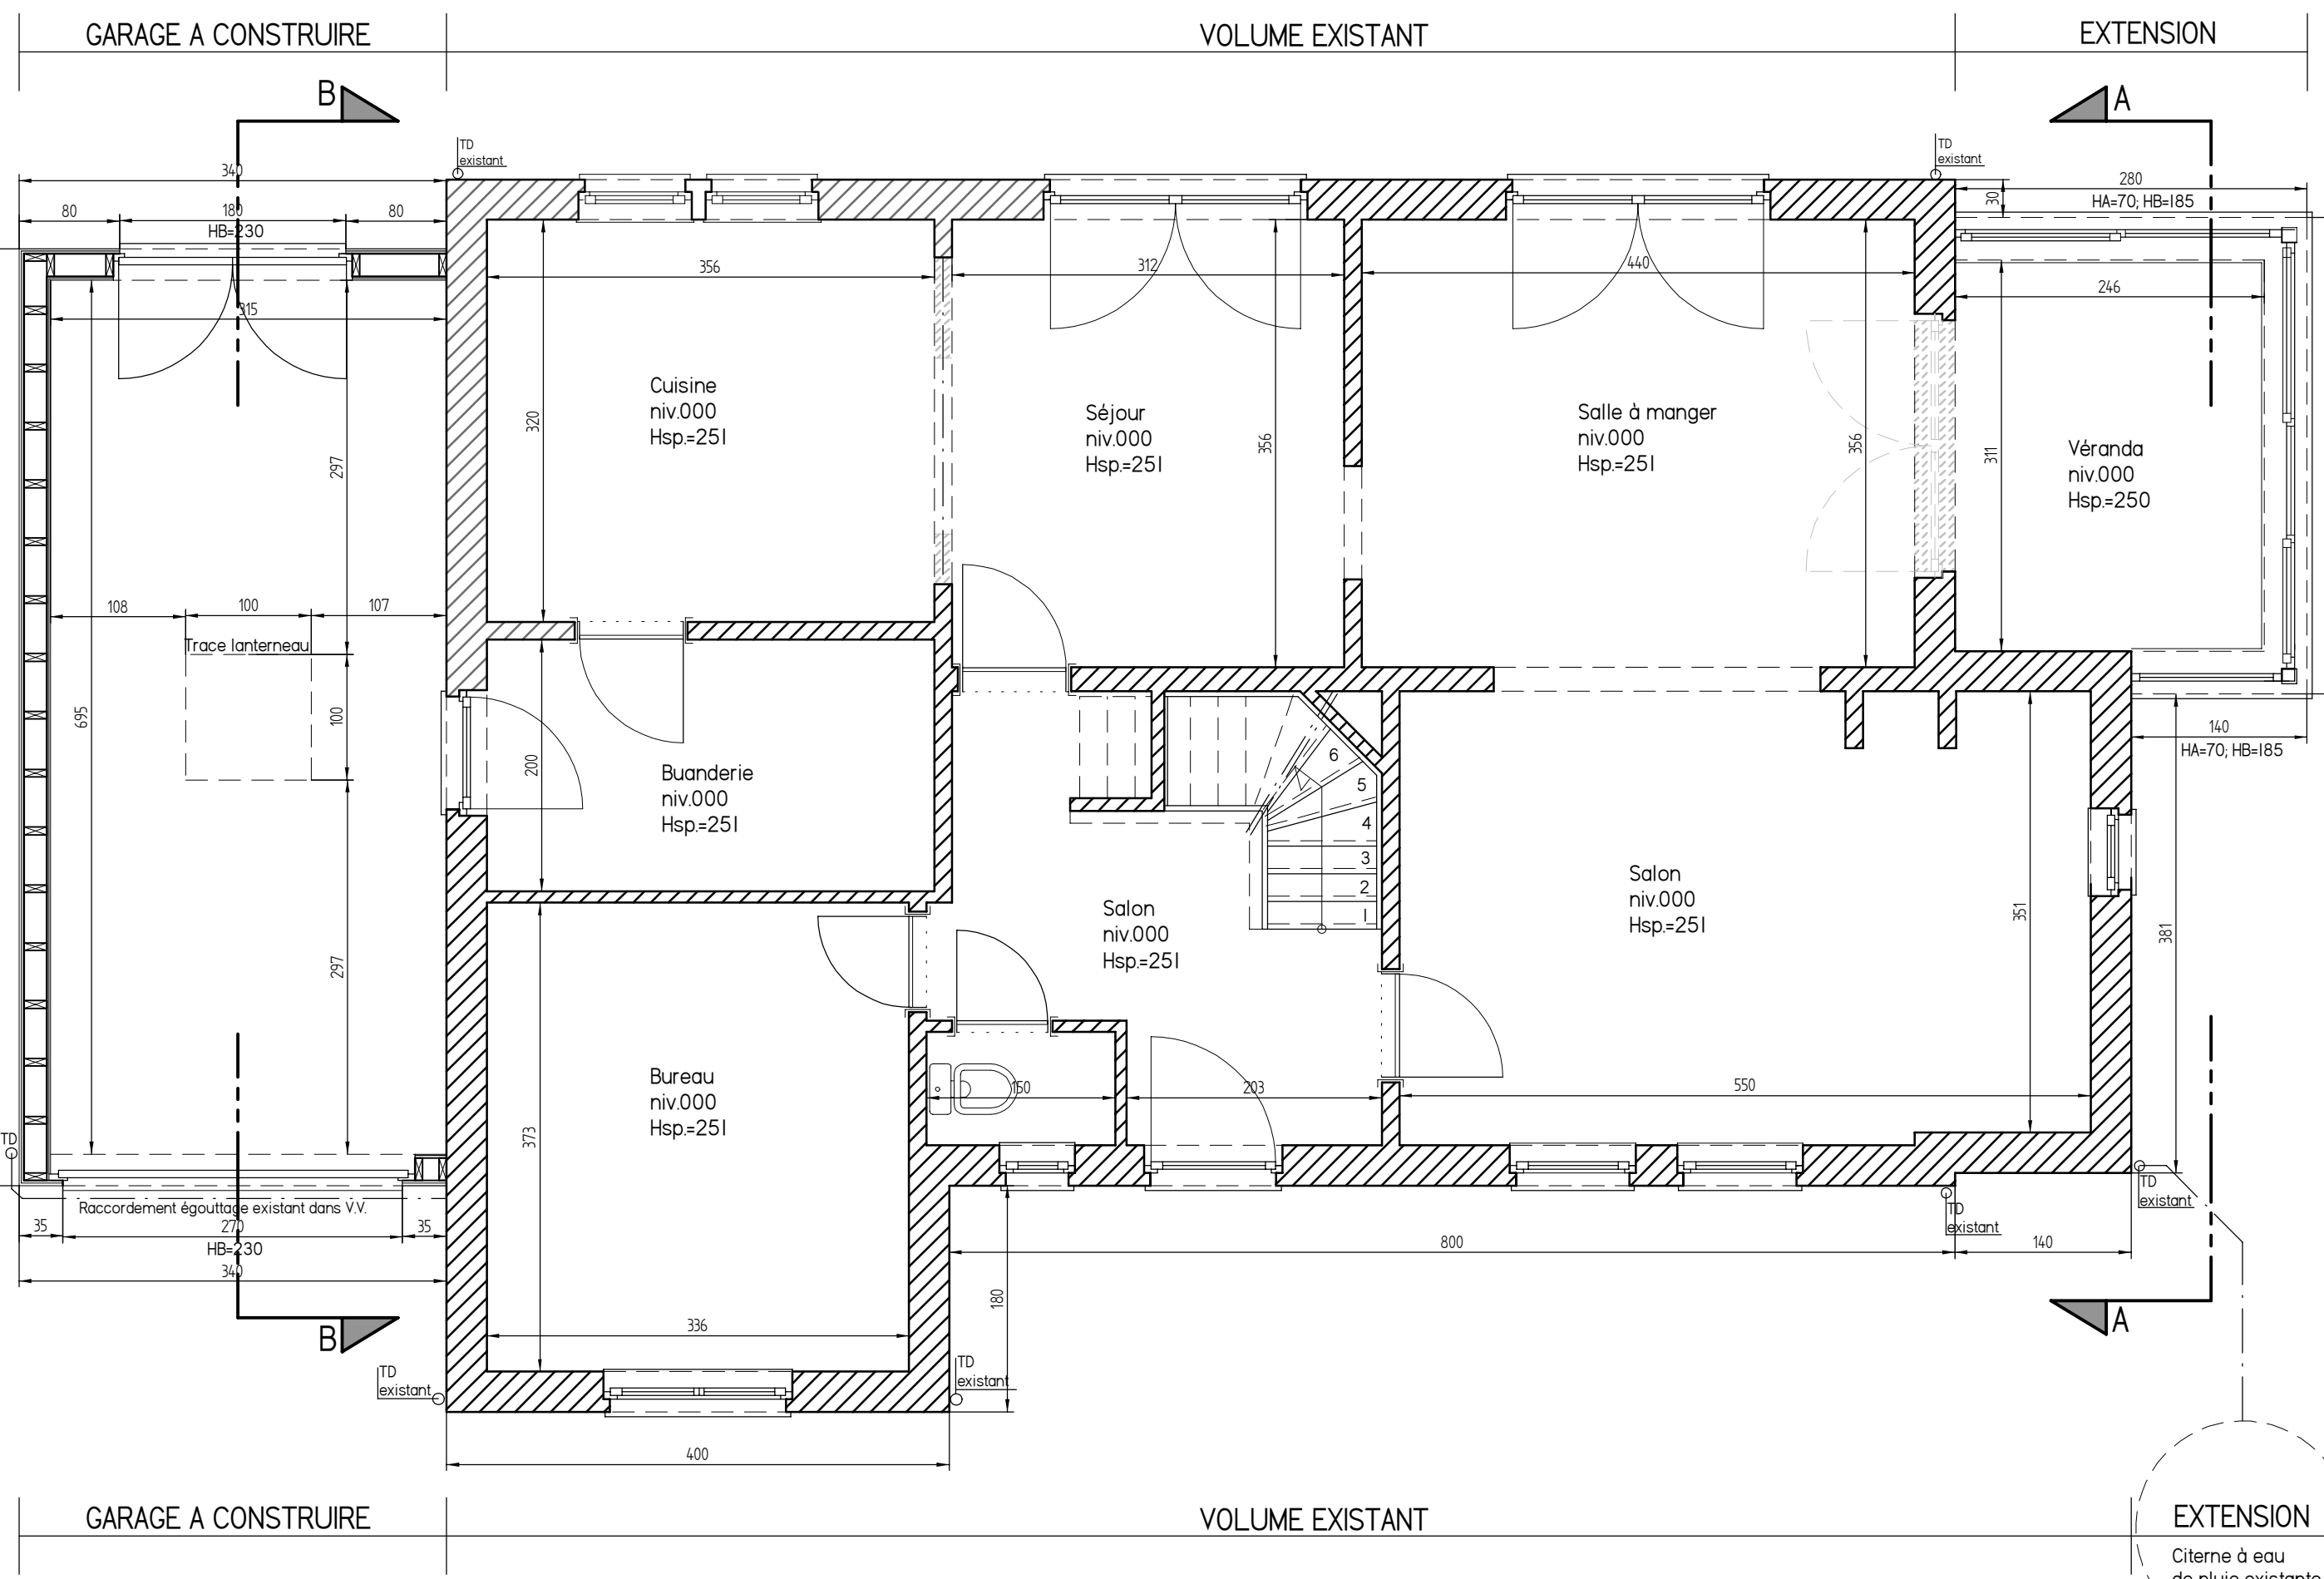 GARAGE A CONSTRUIRE
VOLUME EXISTANT
EXTENSION
B
A
TD
existant
TD
existant
340
80
180
80
HB=230
280
30
HA=70; HB=185
315
356
312
440
246
Cuisine
niv.000
Hsp.=251
Séjour
niv.000
Hsp.=251
Salle à manger
niv.000
Hsp.=251
Véranda
niv.000
Hsp.=250
320
356
356
311
297
108
100
107
Trace lanterneau
695
100
200
297
Buanderie
niv.000
Hsp.=251
6
5
4
3
2
1
140
HA=70; HB=185
Salon
niv.000
Hsp.=251
Salon
niv.000
Hsp.=251
351
381
Bureau
niv.000
Hsp.=251
373
150
203
550
TD
Raccordement égouttage existant dans V.V.
35
270
35
HB=230
340
TD
existant
TD
existant
800
140
180
B
A
336
TD
existant
TD
existant
400
GARAGE A CONSTRUIRE
VOLUME EXISTANT
EXTENSION
Citerne à eau
de pluie existante